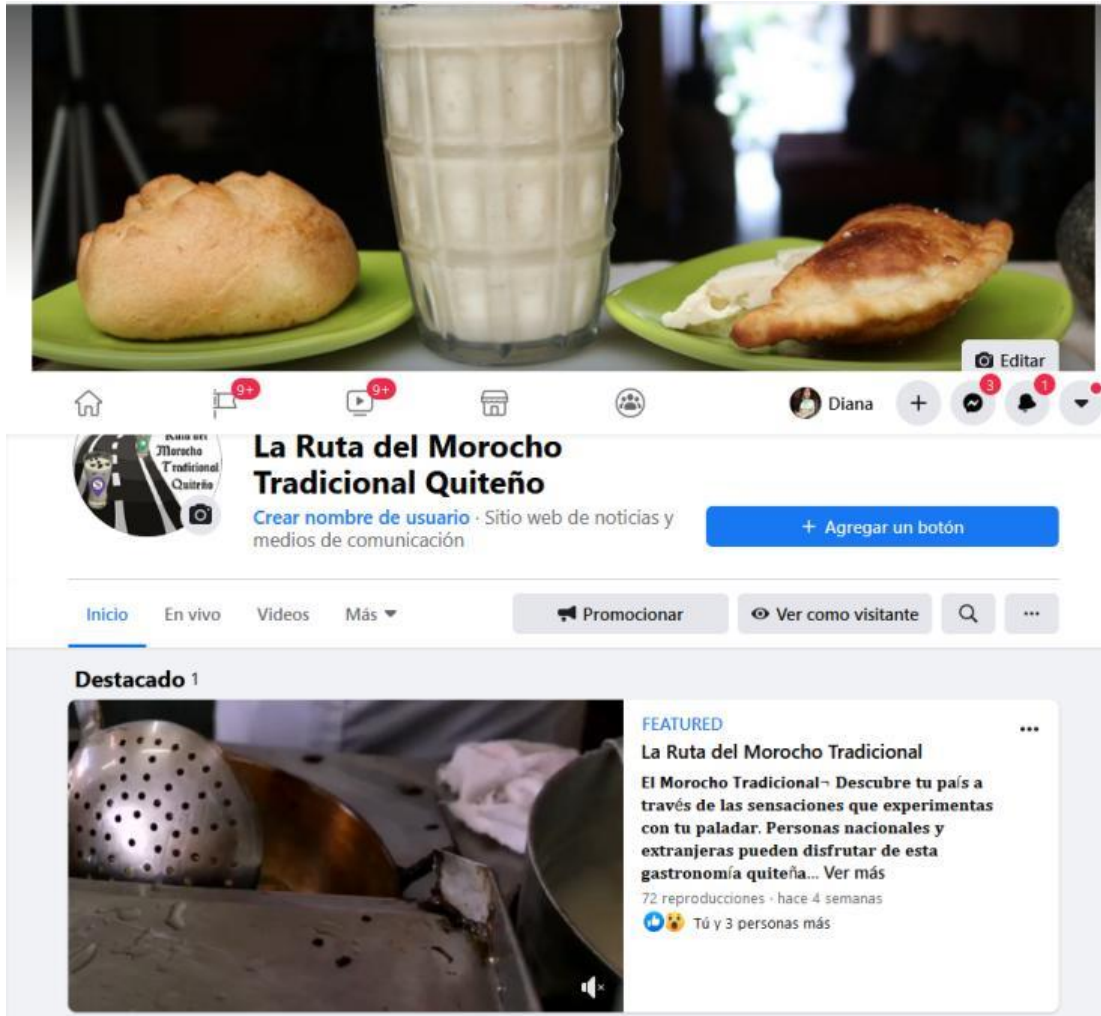 Editar
9+
9+
Diana
3
1
Morocho
Tradicional
Quiteño
La Ruta del Morocho
Tradicional Quiteño
Crear nombre de usuario · Sitio web de noticias y
medios de comunicación
+ Agregar un botón
Inicio
En vivo
Videos
Más
Promocionar
Ver como visitante
Destacado 1
FEATURED
La Ruta del Morocho Tradicional
El Morocho Tradicional¬ Descubre tu país a
través de las sensaciones que experimentas
con tu paladar. Personas nacionales y
extranjeras pueden disfrutar de esta
gastronomía quiteña... Ver más
72 reproducciones · hace 4 semanas
Tú y 3 personas más